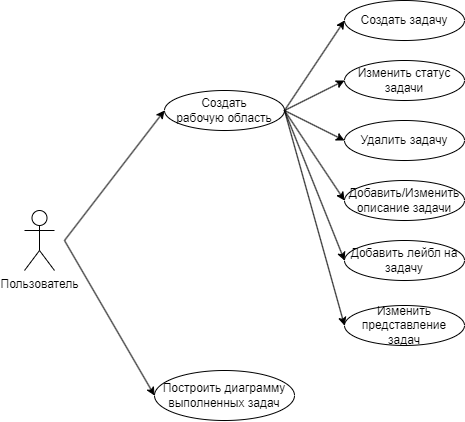 Создать задачу
Изменить статус
задачи
Создать
рабочую область
Удалить задачу
Добавить/Изменить
описание задачи
Добавить лейбл на
задачу
Пользователь
Изменить
представление
задач
Построить диаграмму
выполненных задач